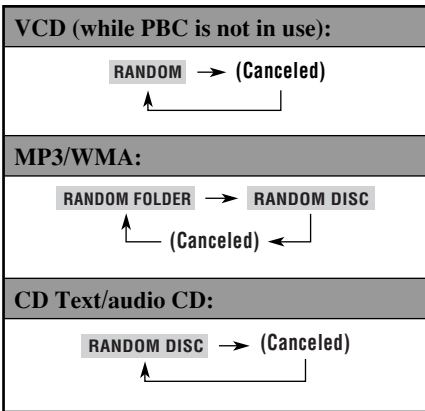 VCD (while PBC is not in use):
RANDOM (Canceled)
MP3/WMA:
RANDOM FOLDER RANDOM DISC
(Canceled)
CD Text/audio CD:
RANDOM DISC (Canceled)